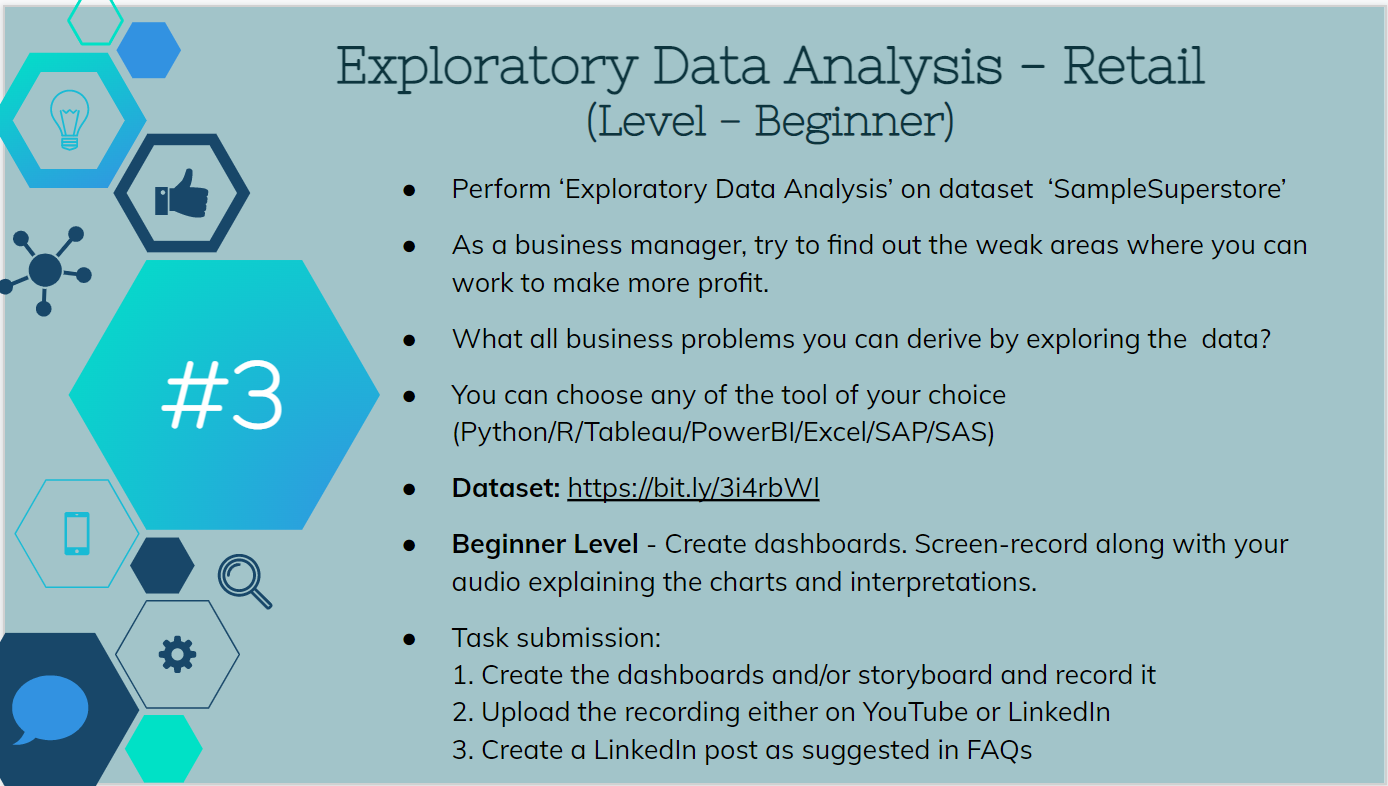 Exploratory Data Analysis - Retail
(Level - Beginner)
#3
● Perform ‘Exploratory Data Analysis’ on dataset  ‘SampleSuperstore’
● As a business manager, try to find out the weak areas where you can
work to make more profit.
● What all business problems you can derive by exploring the  data?
● You can choose any of the tool of your choice
(Python/R/Tableau/PowerBI/Excel/SAP/SAS)
● Dataset: https://bit.ly/3i4rbWl
● Beginner Level - Create dashboards. Screen-record along with your
audio explaining the charts and interpretations.
● Task submission:
1. Create the dashboards and/or storyboard and record it
2. Upload the recording either on YouTube or LinkedIn
3. Create a LinkedIn post as suggested in FAQs